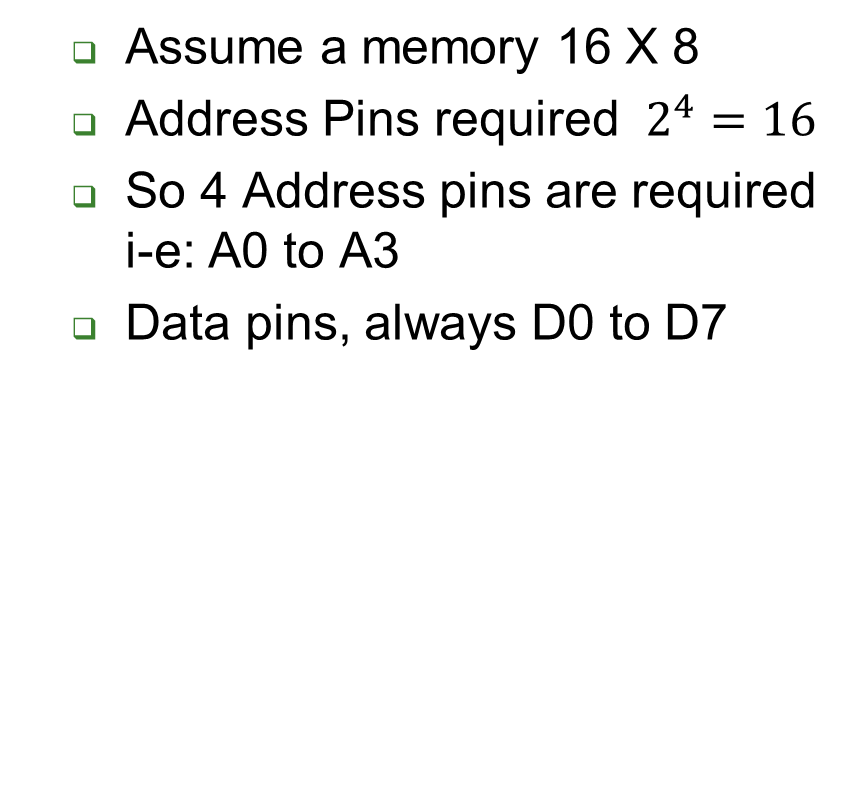 ❑ Assume a memory 16 X 8
❑ Address Pins required 2⁴ = 16
❑ So 4 Address pins are required
i-e: A0 to A3
❑ Data pins, always D0 to D7